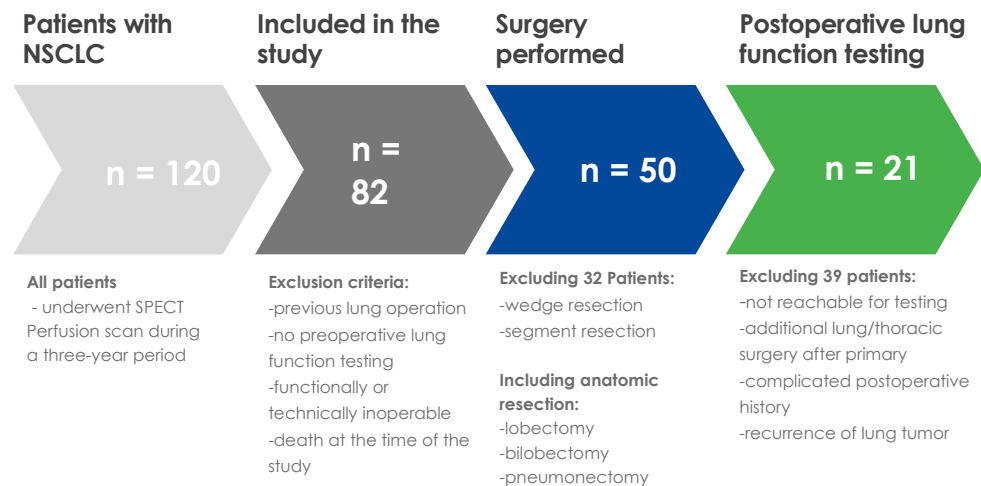 Patients with
NSCLC
Included in the
study
Surgery
performed
Postoperative lung
function testing
n = 120
n =
82
n = 50
n = 21
All patients
- underwent SPECT
Perfusion scan during
a three-year period
Exclusion criteria:
-previous lung operation
-no preoperative lung
function testing
-functionally or
technically inoperable
-death at the time of the
study
Excluding 32 Patients:
-wedge resection
-segment resection
Including anatomic
resection:
-lobectomy
-bilobectomy
-pneumonectomy
Excluding 39 patients:
-not reachable for testing
-additional lung/thoracic
surgery after primary
-complicated postoperative
history
-recurrence of lung tumor